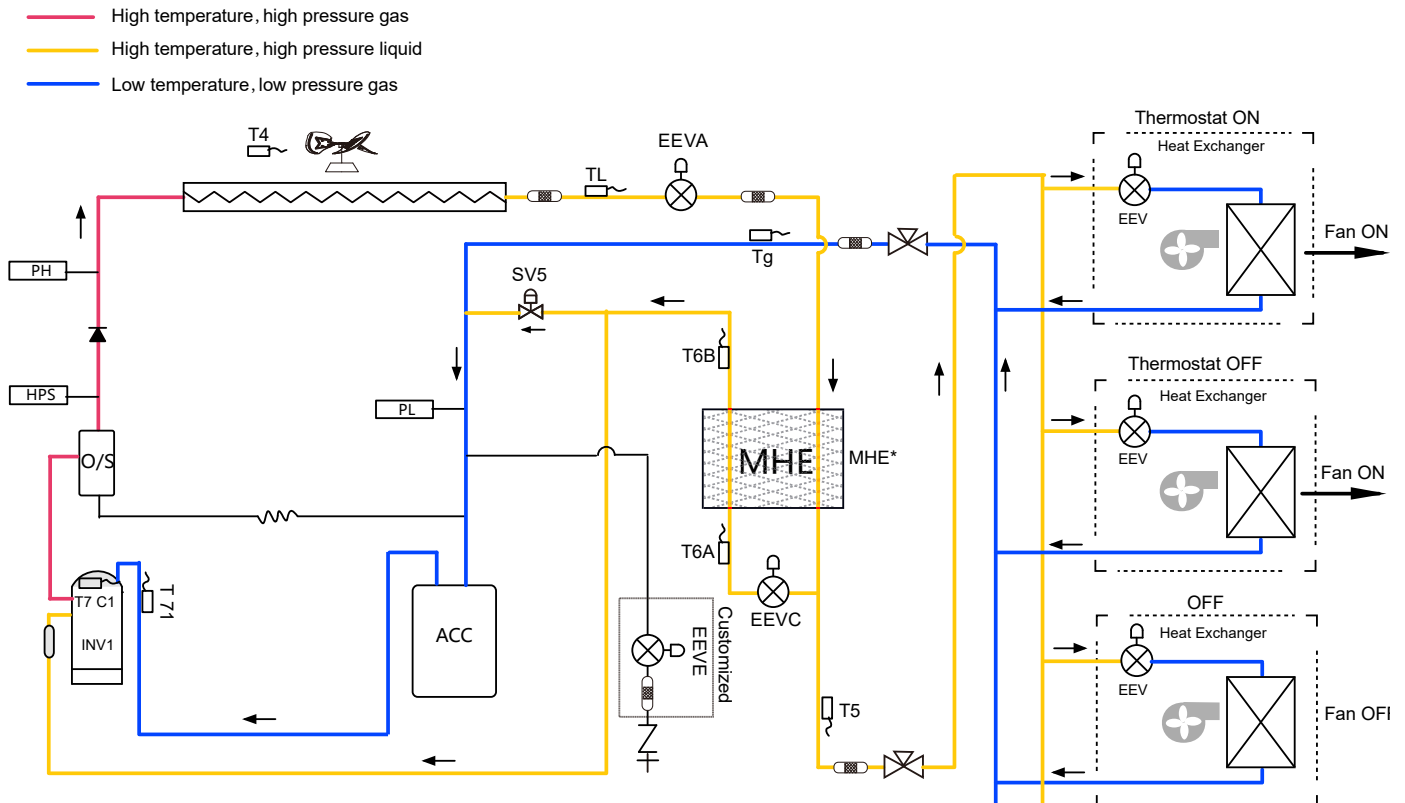 High temperature, high pressure gas
High temperature, high pressure liquid
Low temperature, low pressure gas
T4
EEVA
TL
Thermostat ON
Heat Exchanger
EEV
Fan ON
PH
Tg
SV5
HPS
PL
T6B
Thermostat OFF
Heat Exchanger
EEV
Fan ON
O/S
MHE
MHE*
T6A
T7 C1
INV1
T 71
ACC
EEVC
Customized
EEVE
OFF
Heat Exchanger
EEV
Fan OFF
T5